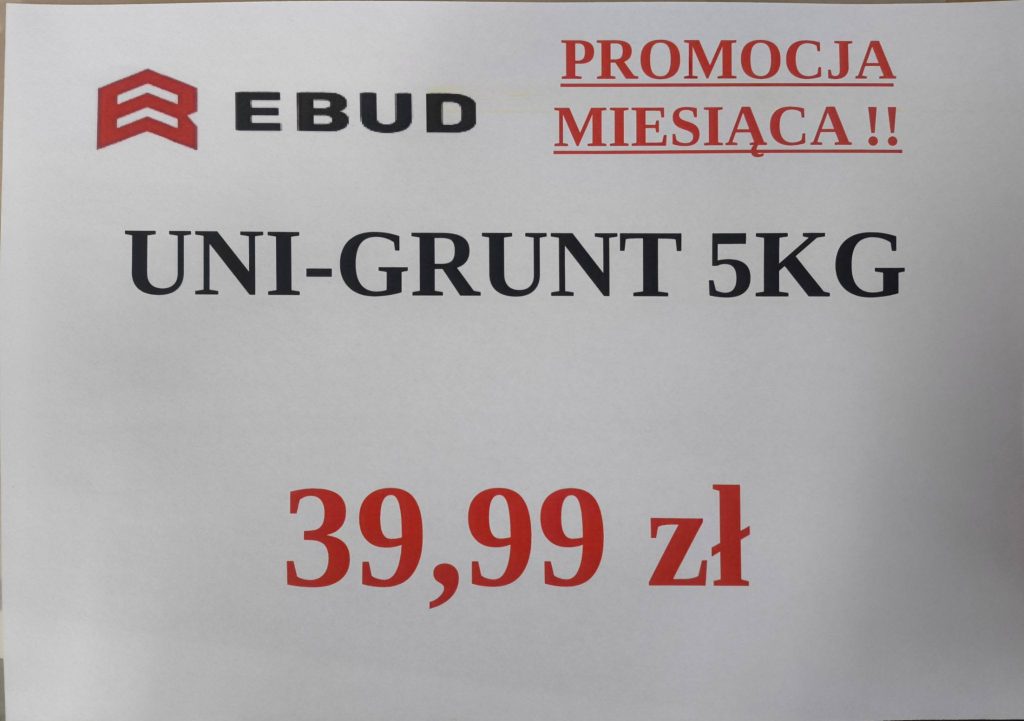 EBUD
PROMOCJA
MIESIĄCA !!
UNI-GRUNT 5KG
39,99 zł